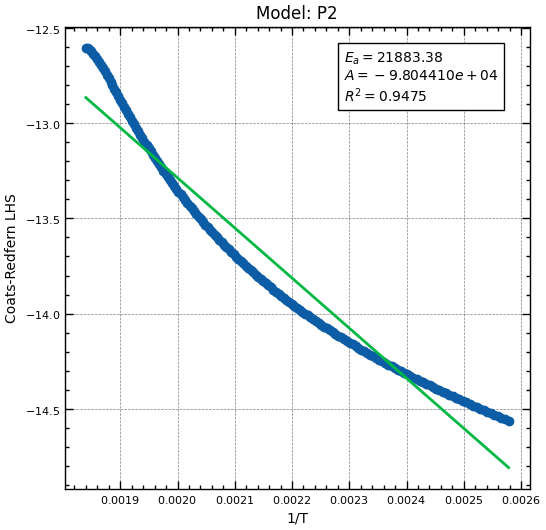 Model: P2
−12.5
−13.0
−13.5
−14.0
−14.5
Coats-Redfern LHS
Eₐ = 21883.38
A = − 9.804410e + 04
R² = 0.9475
0.0019 0.0020 0.0021 0.0022 0.0023 0.0024 0.0025 0.0026
1/T